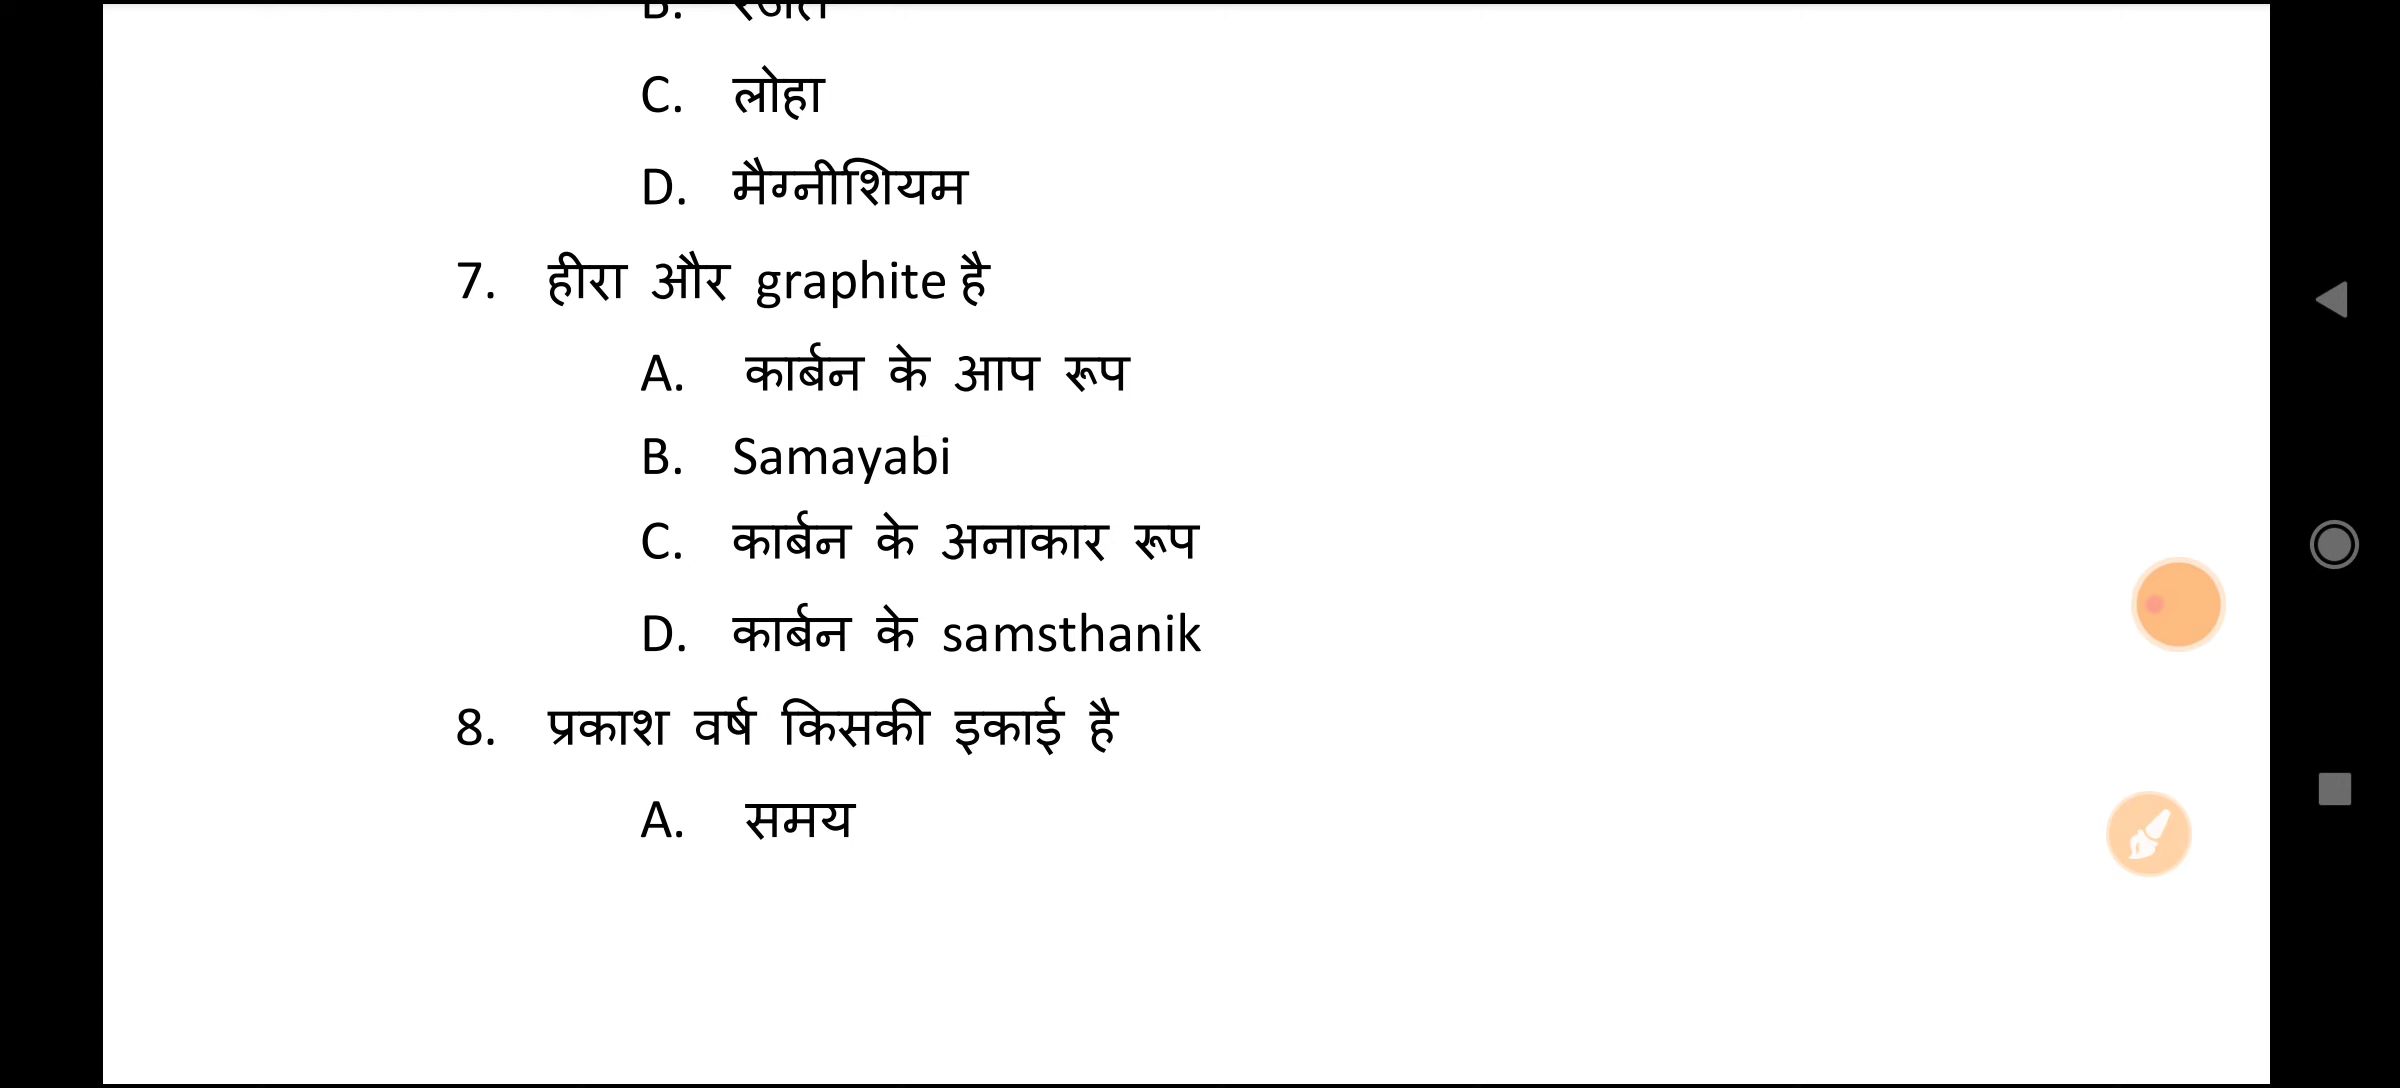 C. लोहा
D. मैग्नीशियम
7. हीरा और graphite है
A. कार्बन के आप रूप
B. Samayabi
C. कार्बन के अनाकार रूप
D. कार्बन के samsthanik
8. प्रकाश वर्ष किसकी इकाई है
A. समय